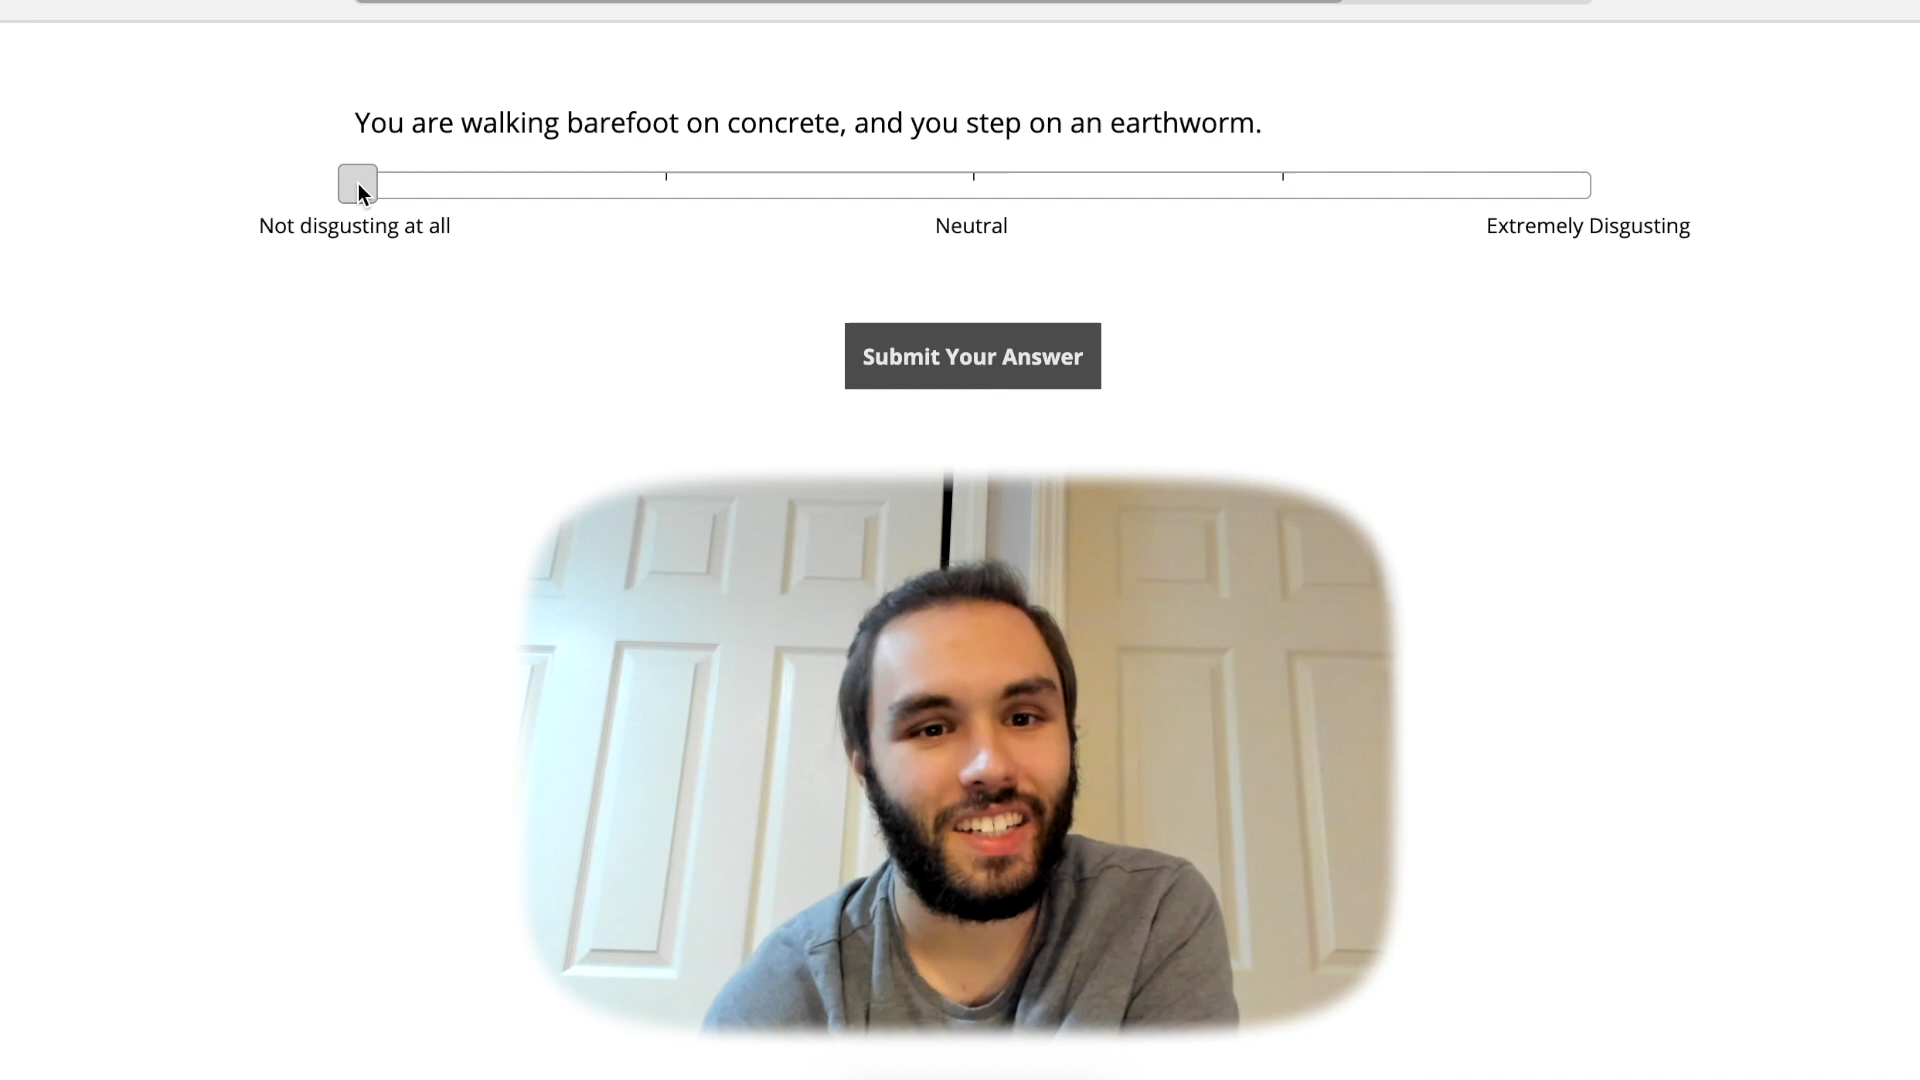 You are walking barefoot on concrete, and you step on an earthworm.
Not disgusting at all Neutral Extremely Disgusting
Submit Your Answer